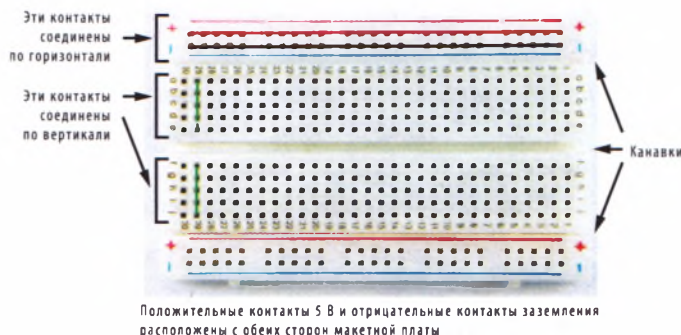 Эти контакты
соединены
по горизонтали
Эти контакты
соединены
по вертикали
Канавки
+
+
+
+
Положительные контакты 5 В и отрицательные контакты заземления
расположены с обеих сторон макетной платы